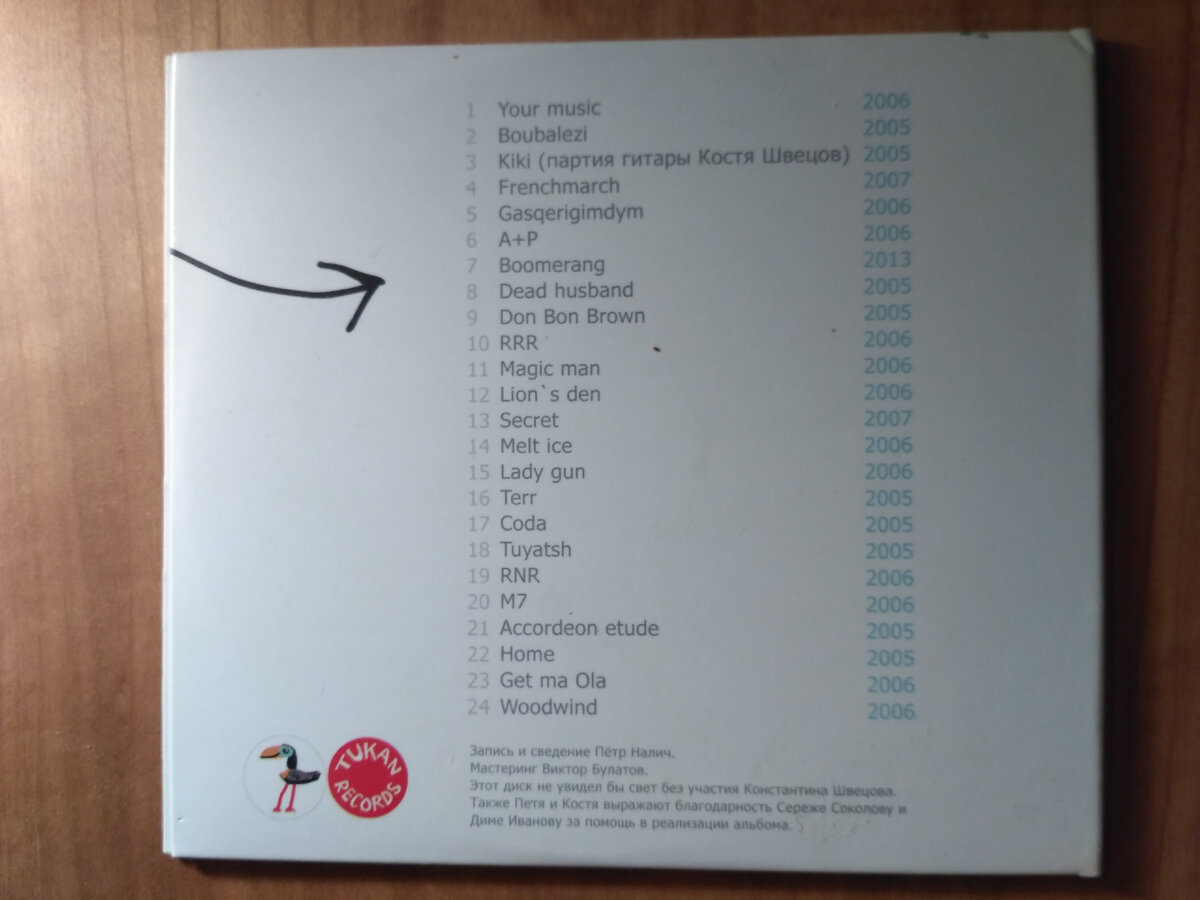 1 Your music 2006
2 Boubalezi 2005
3 Kiki (партия гитары Костя Швецов) 2005
4 Frenchmarch 2007
5 Gasqerigimdym 2006
6 A+P 2006
7 Boomerang 2013
8 Dead husband 2005
9 Don Bon Brown 2005
10 RRR 2006
11 Magic man 2006
12 Lion`s den 2006
13 Secret 2007
14 Melt ice 2006
15 Lady gun 2006
16 Terr 2005
17 Coda 2005
18 Tuyatsh 2005
19 RNR 2006
20 M7 2006
21 Accordeon etude 2005
22 Home 2005
23 Get ma Ola 2006
24 Woodwind 2006
TUKAN RECORDS
Запись и сведение Пётр Налич.
Мастеринг Виктор Булатов.
Этот диск не увидел бы свет без участия Константина Швецова.
Также Петя и Костя выражают благодарность Сереже Соколову и
Диме Иванову за помощь в реализации альбома.